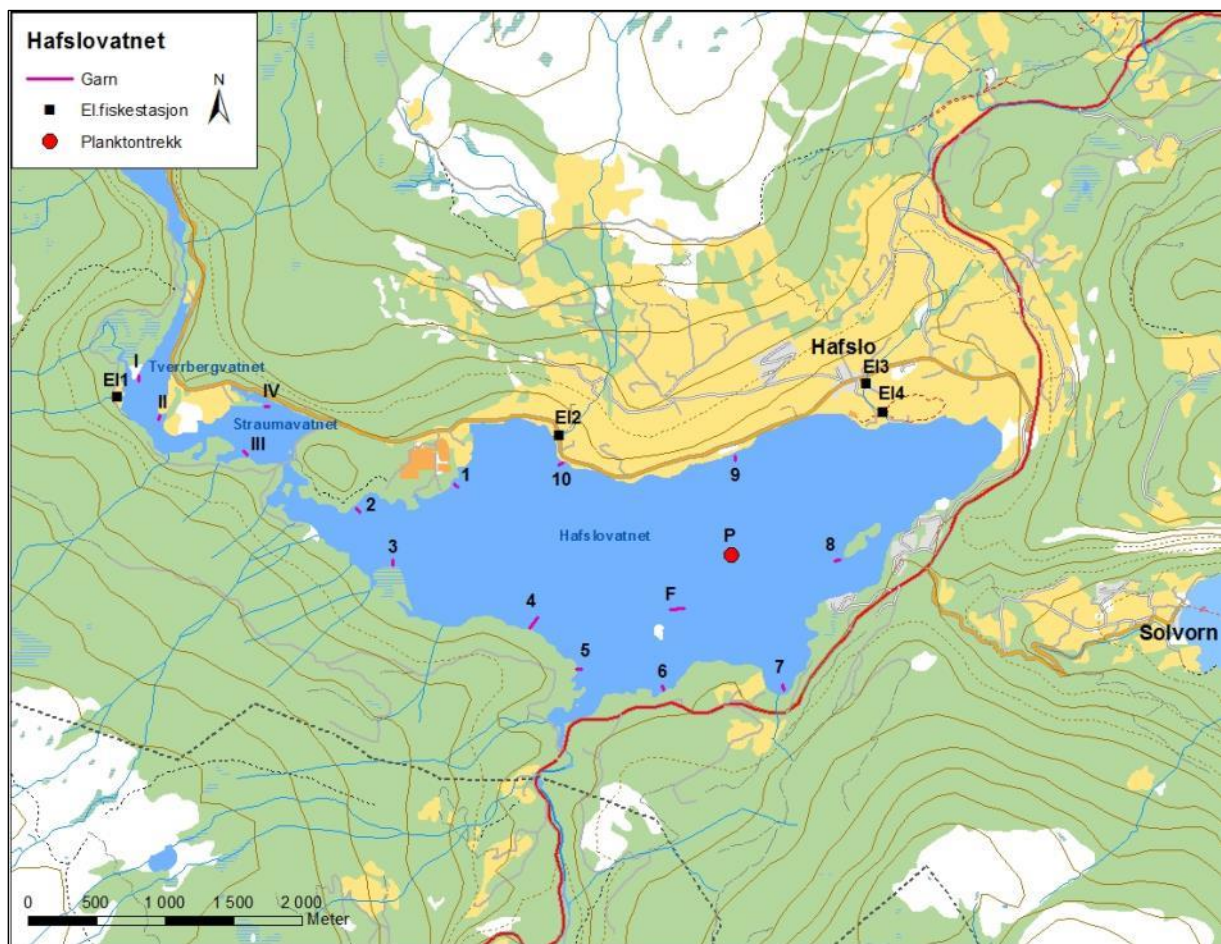 Hafslovatnet
Garn
N
El.fiskestasjon
Planktontrekk
Hafslo
El3
I
Tverrbergvatnet
El1
IV
El4
II
Straumavatnet
El2
III
1
10
9
2
Hafslovatnet
P
3
8
4
F
Solvorn
5
6
7
0 500 1 000 1 500 2 000
Meter